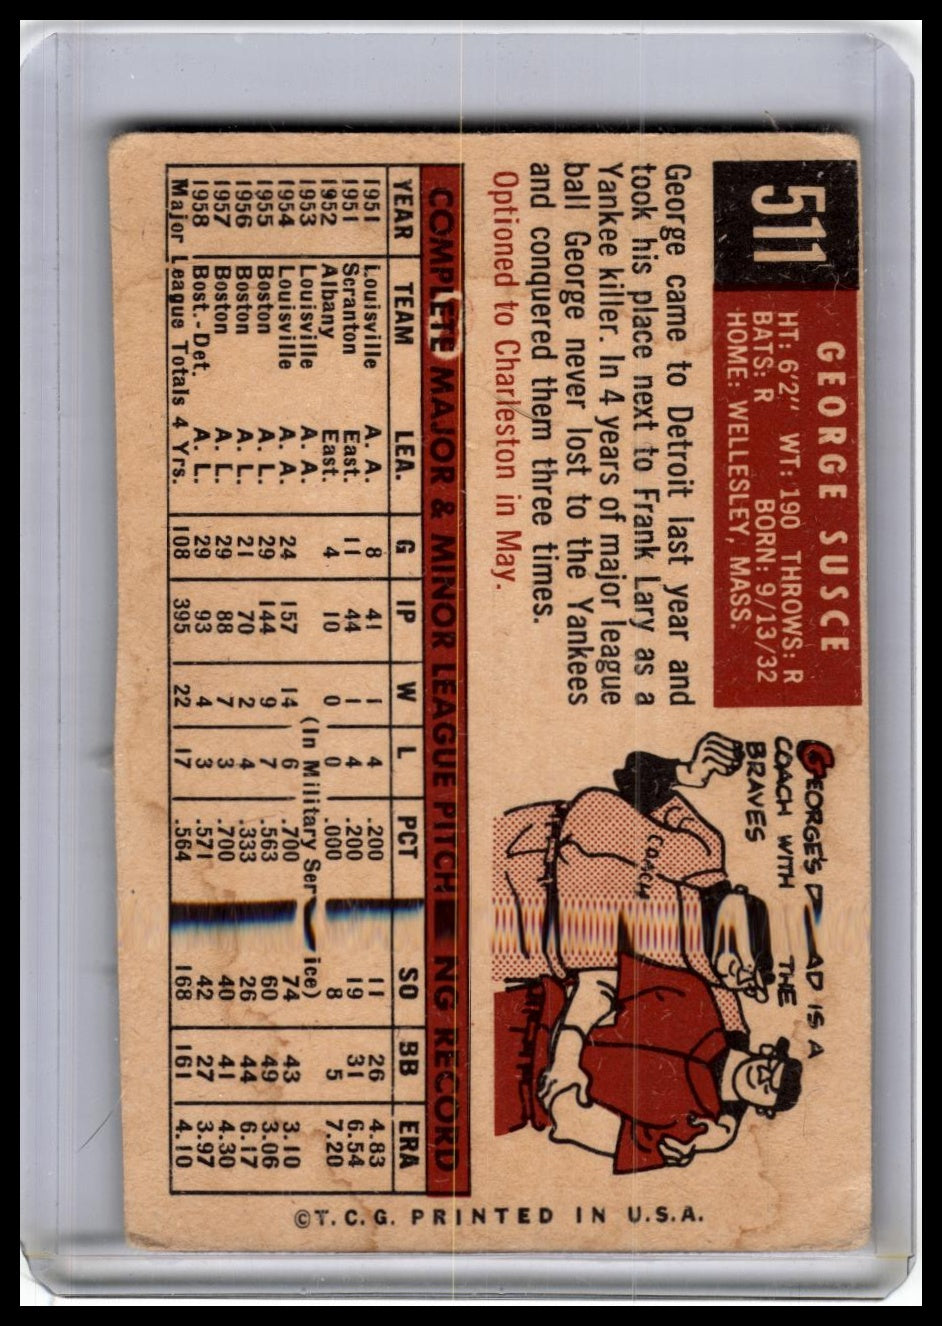 511
GEORGE SUSCE
HT: 6'2" WT: 190 THROWS: R
BATS: R BORN: 9/13/32
HOME: WELLESLEY, MASS.
George came to Detroit last year and
took his place next to Frank Lary as a
Yankee killer. In 4 years of major league
ball George never lost to the Yankees
and conquered them three times.
Optioned to Charleston in May.
GEORGE'S DAD IS A
COACH WITH THE
BRAVES
COACH
COMPLETE MAJOR & MINOR LEAGUE PITCHING RECORD
YEAR TEAM LEA. G IP W L PCT SO BB ERA
1951 Louisville A. A. 8 41 1 4 .200 11 26 4.83
1951 Scranton East. 11 44 1 4 .200 19 31 6.54
1952 Albany East. 4 10 0 0 .000 8 5 7.20
1953 Louisville A. A. (In Military Service)
1954 Louisville A. A. 24 157 14 6 .700 74 43 3.10
1955 Boston A. L. 29 144 9 7 .563 60 49 3.06
1956 Boston A. L. 21 70 2 4 .333 26 44 6.17
1957 Boston A. L. 29 88 7 3 .700 40 41 4.30
1958 Bost.-Det. A. L. 29 93 4 3 .571 42 27 3.97
Major League Totals 4 Yrs. 108 395 22 17 .564 168 161 4.10
©T.C.G. PRINTED IN U.S.A.